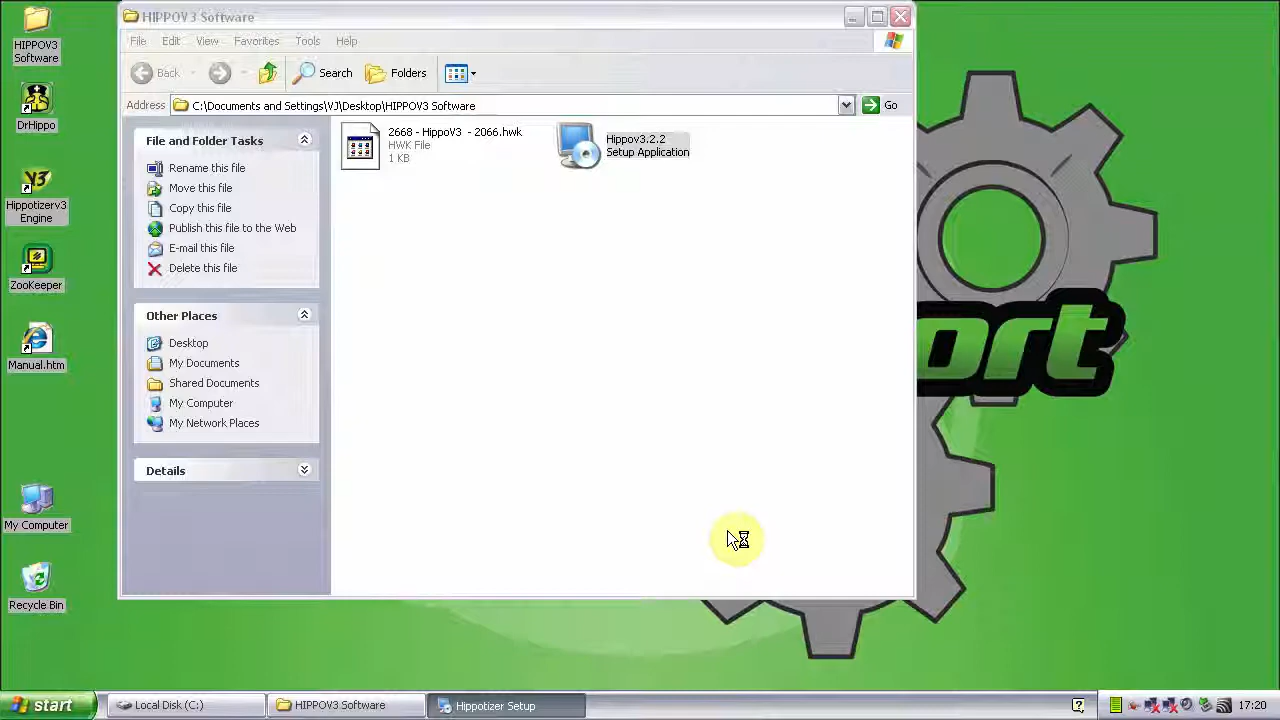 HIPPOV3 Software
File Edit Favorites Tools Help
Back Search Folders
Address C:\Documents and Settings\VJ\Desktop\HIPPOV3 Software Go
File and Folder Tasks
Rename this file
Move this file
Copy this file
Publish this file to the Web
E-mail this file
Delete this file
Other Places
Desktop
My Documents
Shared Documents
My Computer
My Network Places
Details
2668 - HippoV3 - 2066.hwk
HWK File
1 KB
HippoV3.2.2
Setup Application
HIPPOV3
Software
DrHippo
V3
Hippotizerv3
Engine
ZooKeeper
Manual.htm
My Computer
Recycle Bin
ort
start
Local Disk (C:)
HIPPOV3 Software
Hippotizer Setup
17:20